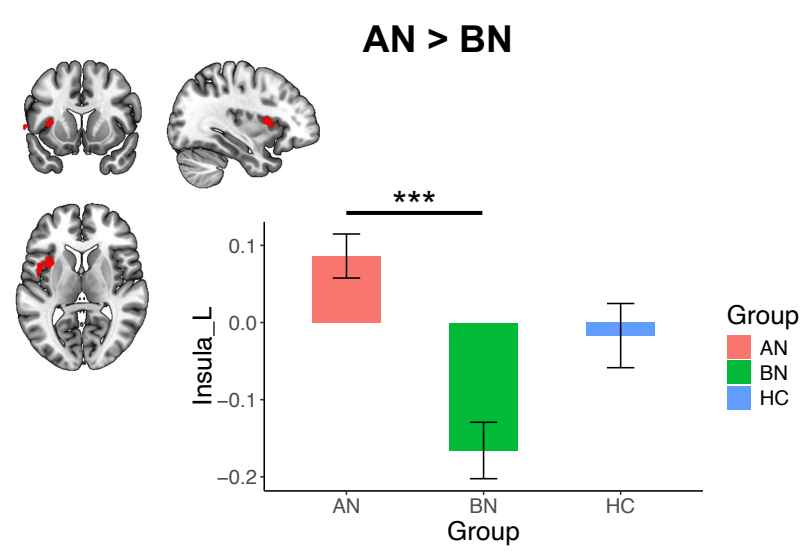 AN > BN
***
0.1
0.0
−0.1
−0.2
Insula_L
AN BN HC
Group
Group
AN
BN
HC